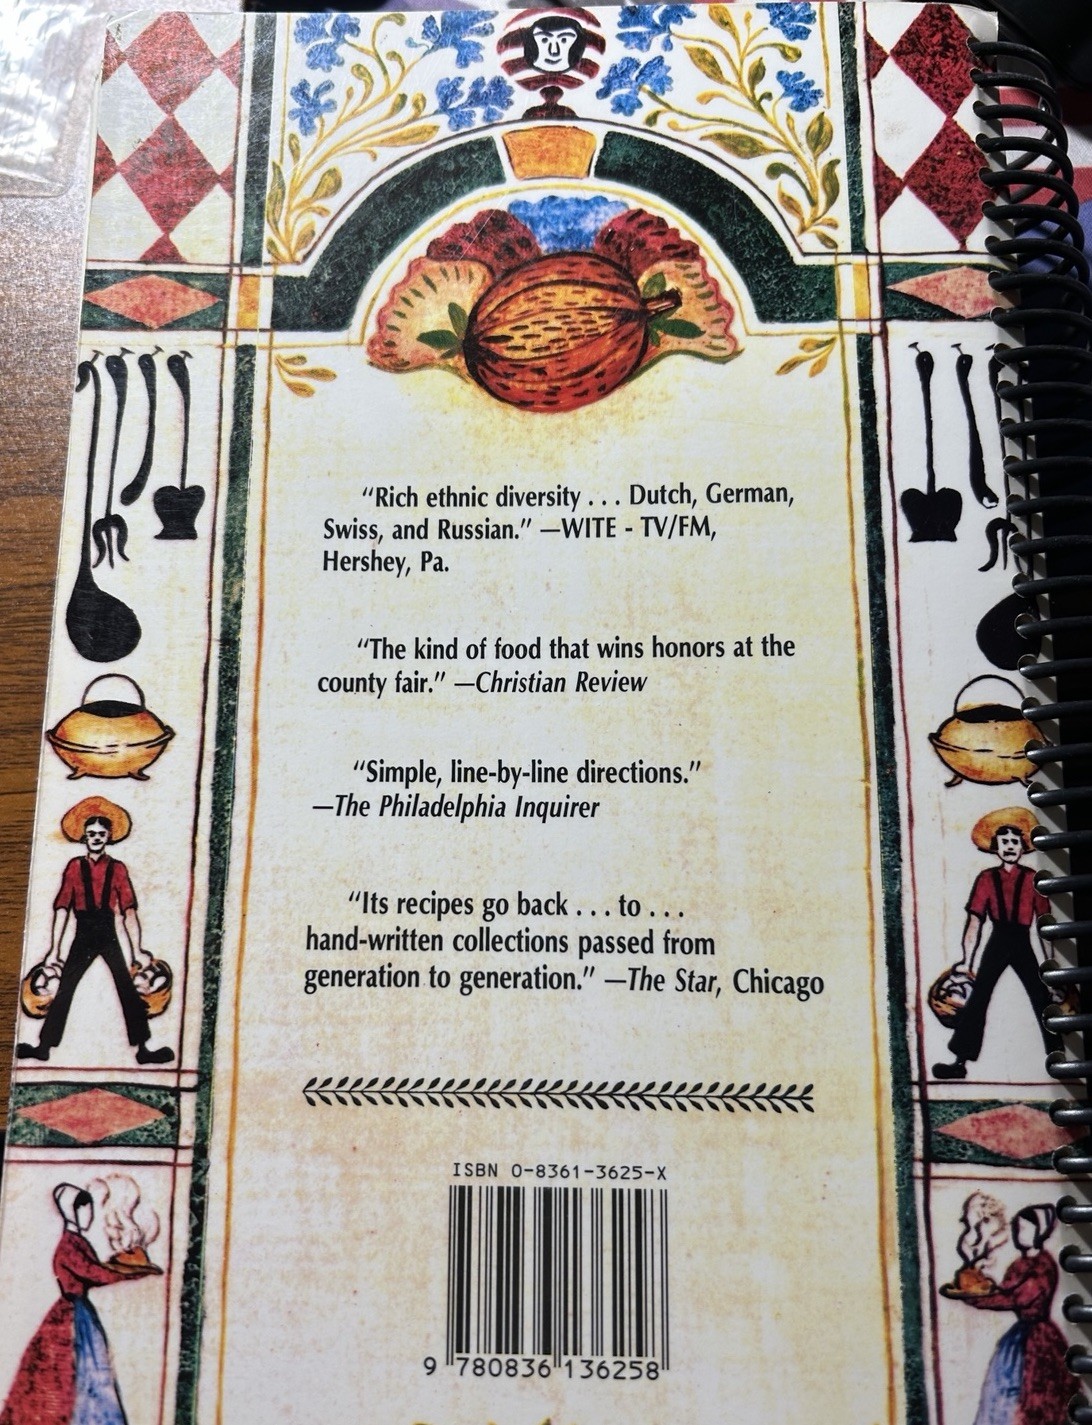 “Rich ethnic diversity . . . Dutch, German,
Swiss, and Russian.” —WITE - TV/FM,
Hershey, Pa.
“The kind of food that wins honors at the
county fair.” —Christian Review
“Simple, line-by-line directions.”
—The Philadelphia Inquirer
“Its recipes go back . . . to . . .
hand-written collections passed from
generation to generation.” —The Star, Chicago
ISBN 0-8361-3625-X
9 780836 136258